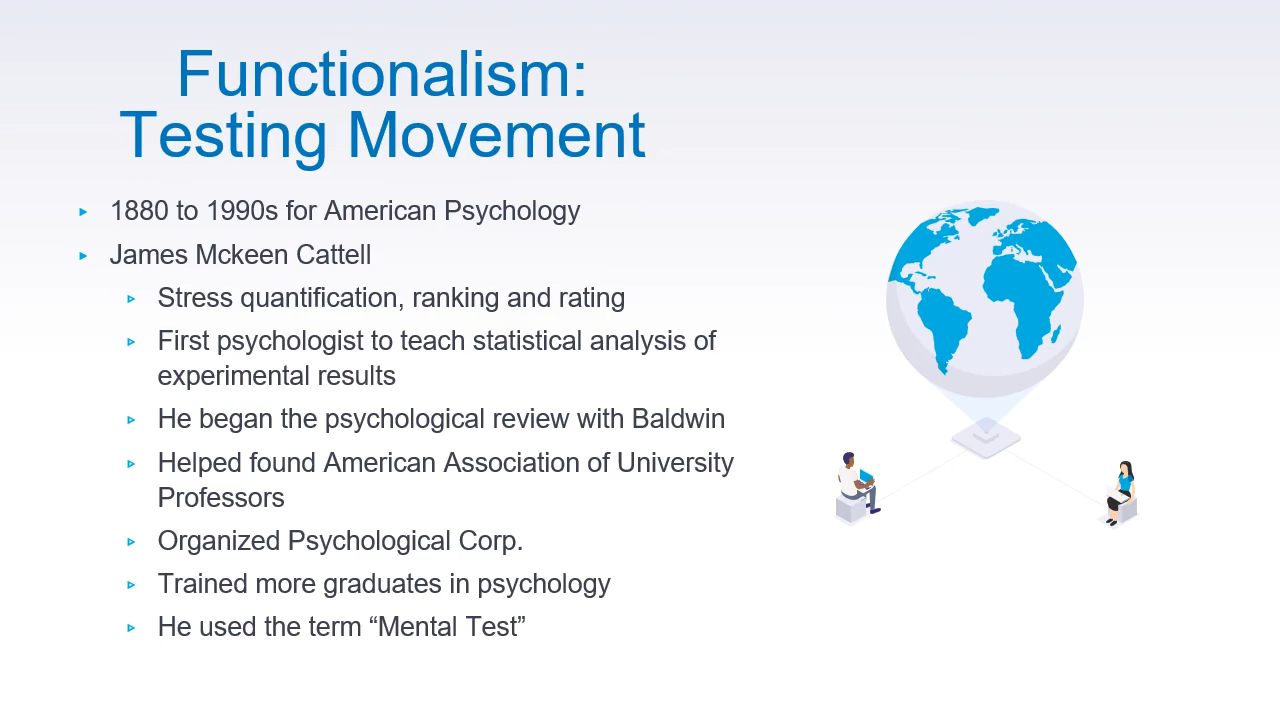 Functionalism:
Testing Movement
1880 to 1990s for American Psychology
James Mckeen Cattell
Stress quantification, ranking and rating
First psychologist to teach statistical analysis of
experimental results
He began the psychological review with Baldwin
Helped found American Association of University
Professors
Organized Psychological Corp.
Trained more graduates in psychology
He used the term “Mental Test”